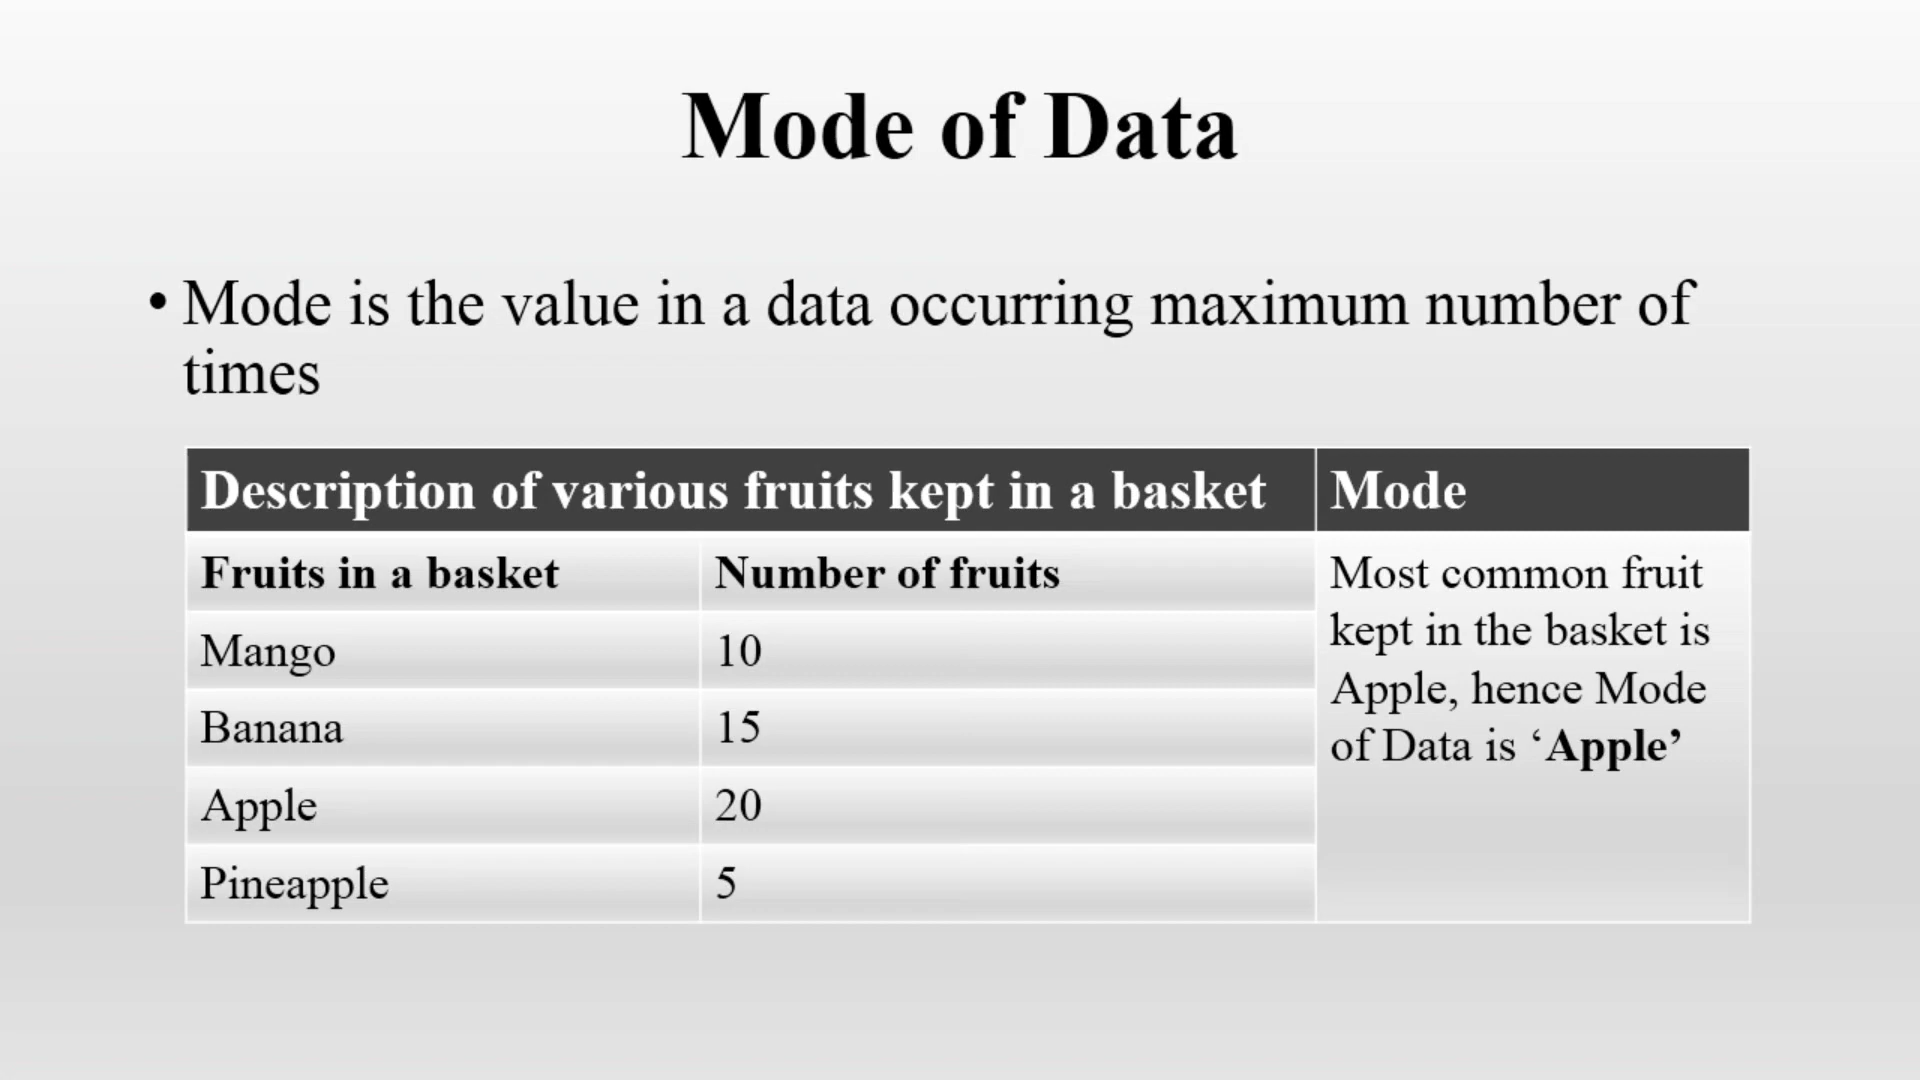 Mode of Data
• Mode is the value in a data occurring maximum number of
times
Description of various fruits kept in a basket Mode
Fruits in a basket Number of fruits
Mango 10
Banana 15
Apple 20
Pineapple 5
Most common fruit
kept in the basket is
Apple, hence Mode
of Data is ‘Apple’